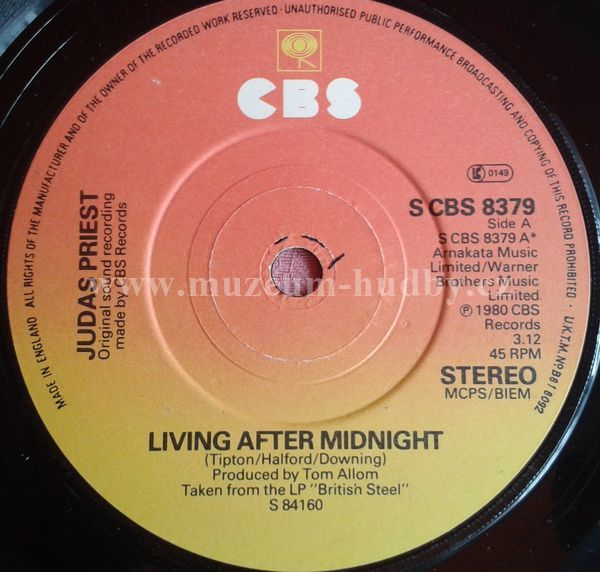 MADE IN ENGLAND ALL RIGHTS OF THE MANUFACTURER AND OF THE OWNER OF THE RECORDED WORK RESERVED · UNAUTHORISED PUBLIC PERFORMANCE BROADCASTING AND COPYING OF THIS RECORD PROHIBITED · U.K.T.M. Nº B818092
CBS
JUDAS PRIEST
Original sound recording
made by CBS Records
0149
S CBS 8379
Side A
S CBS 8379 A*
Arnakata Music
Limited/Warner
Brothers Music
Limited
℗ 1980 CBS
Records
3.12
45 RPM
STEREO
MCPS/BIEM
www.muzeum-hudby.cz
LIVING AFTER MIDNIGHT
(Tipton/Halford/Downing)
Produced by Tom Allom
Taken from the LP "British Steel"
S 84160